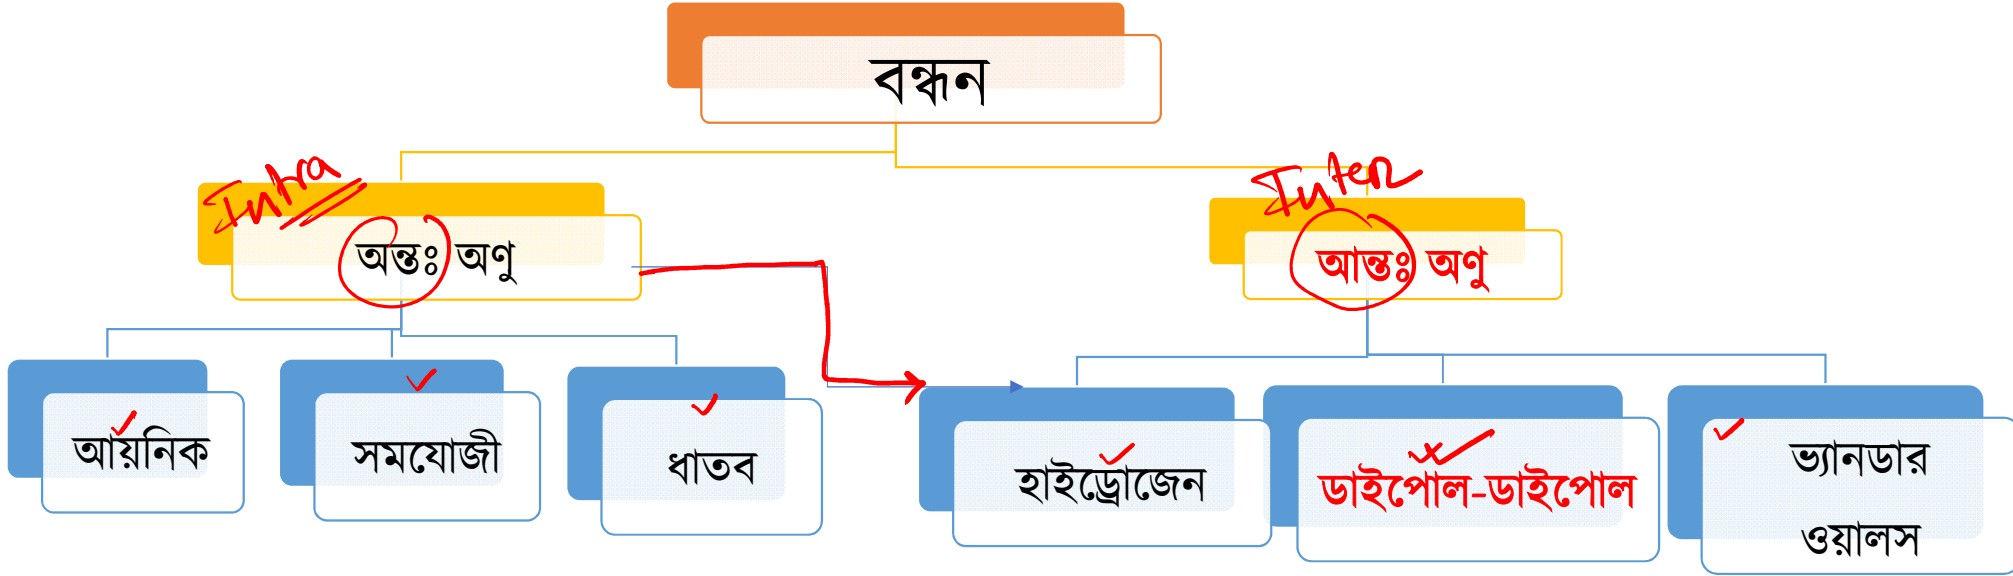 বন্ধন
Intra
Inter
অন্তঃ অণু
আন্তঃ অণু
আয়নিক
সমযোজী
ধাতব
হাইড্রোজেন
ডাইপোল-ডাইপোল
ভ্যানডার
ওয়ালস